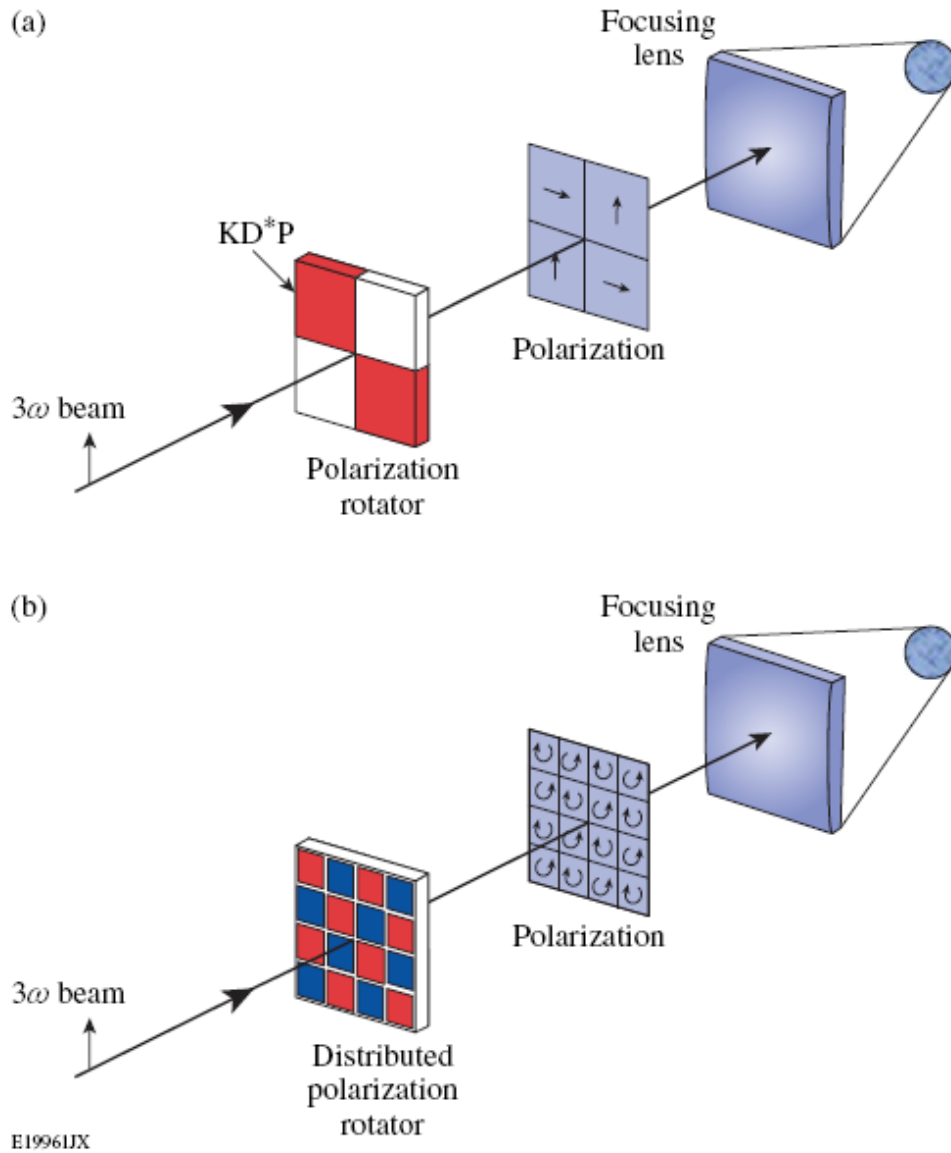 (a)
Focusing
lens
KD*P
Polarization
3ω beam
Polarization
rotator
(b)
Focusing
lens
Polarization
3ω beam
Distributed
polarization
rotator
E19961JX